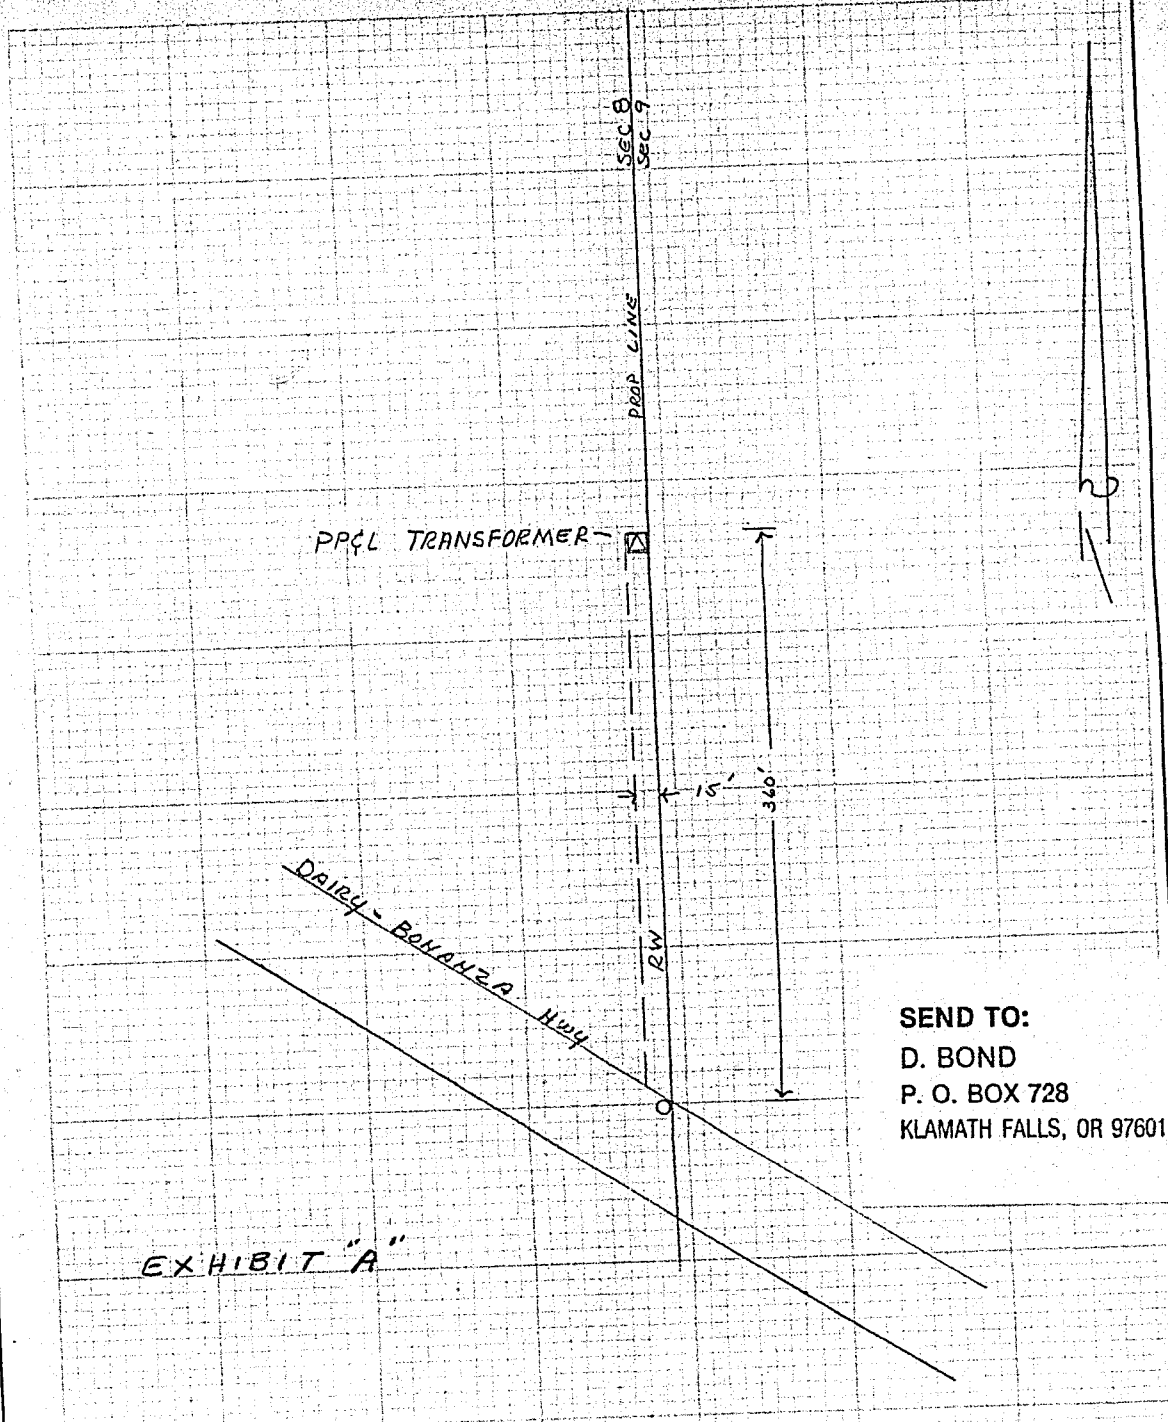 SEC 8
SEC 9
PROP LINE
PP&L TRANSFORMER
15'
360'
DAIRY - BONANZA HWY
RW
SEND TO:
D. BOND
P. O. BOX 728
KLAMATH FALLS, OR 97601
EXHIBIT "A"